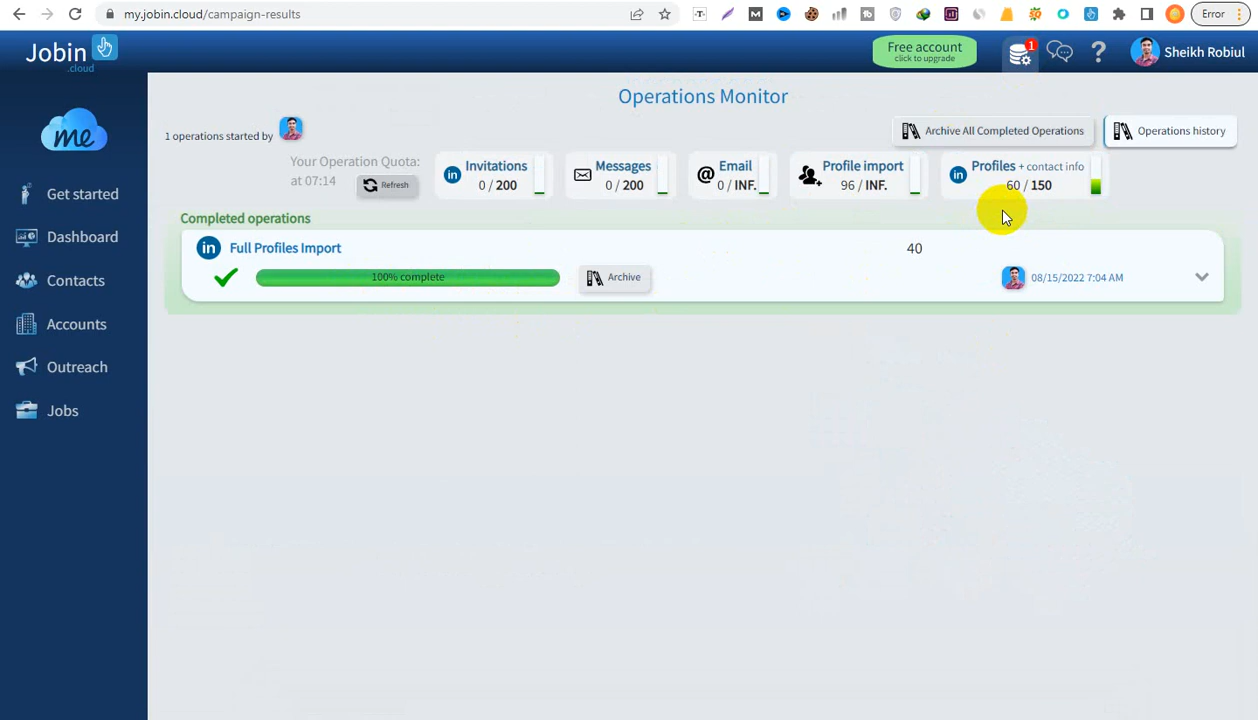 my.jobin.cloud/campaign-results
Error
Jobin
.cloud
Free account
click to upgrade
1
?
Sheikh Robiul
me
Get started
Dashboard
Contacts
Accounts
Outreach
Jobs
Operations Monitor
1 operations started by
Archive All Completed Operations
Operations history
Your Operation Quota:
at 07:14
Refresh
in
Invitations
0 / 200
Messages
0 / 200
@
Email
0 / INF.
Profile import
96 / INF.
in
Profiles + contact info
60 / 150
Completed operations
in
Full Profiles Import
40
100% complete
Archive
08/15/2022 7:04 AM